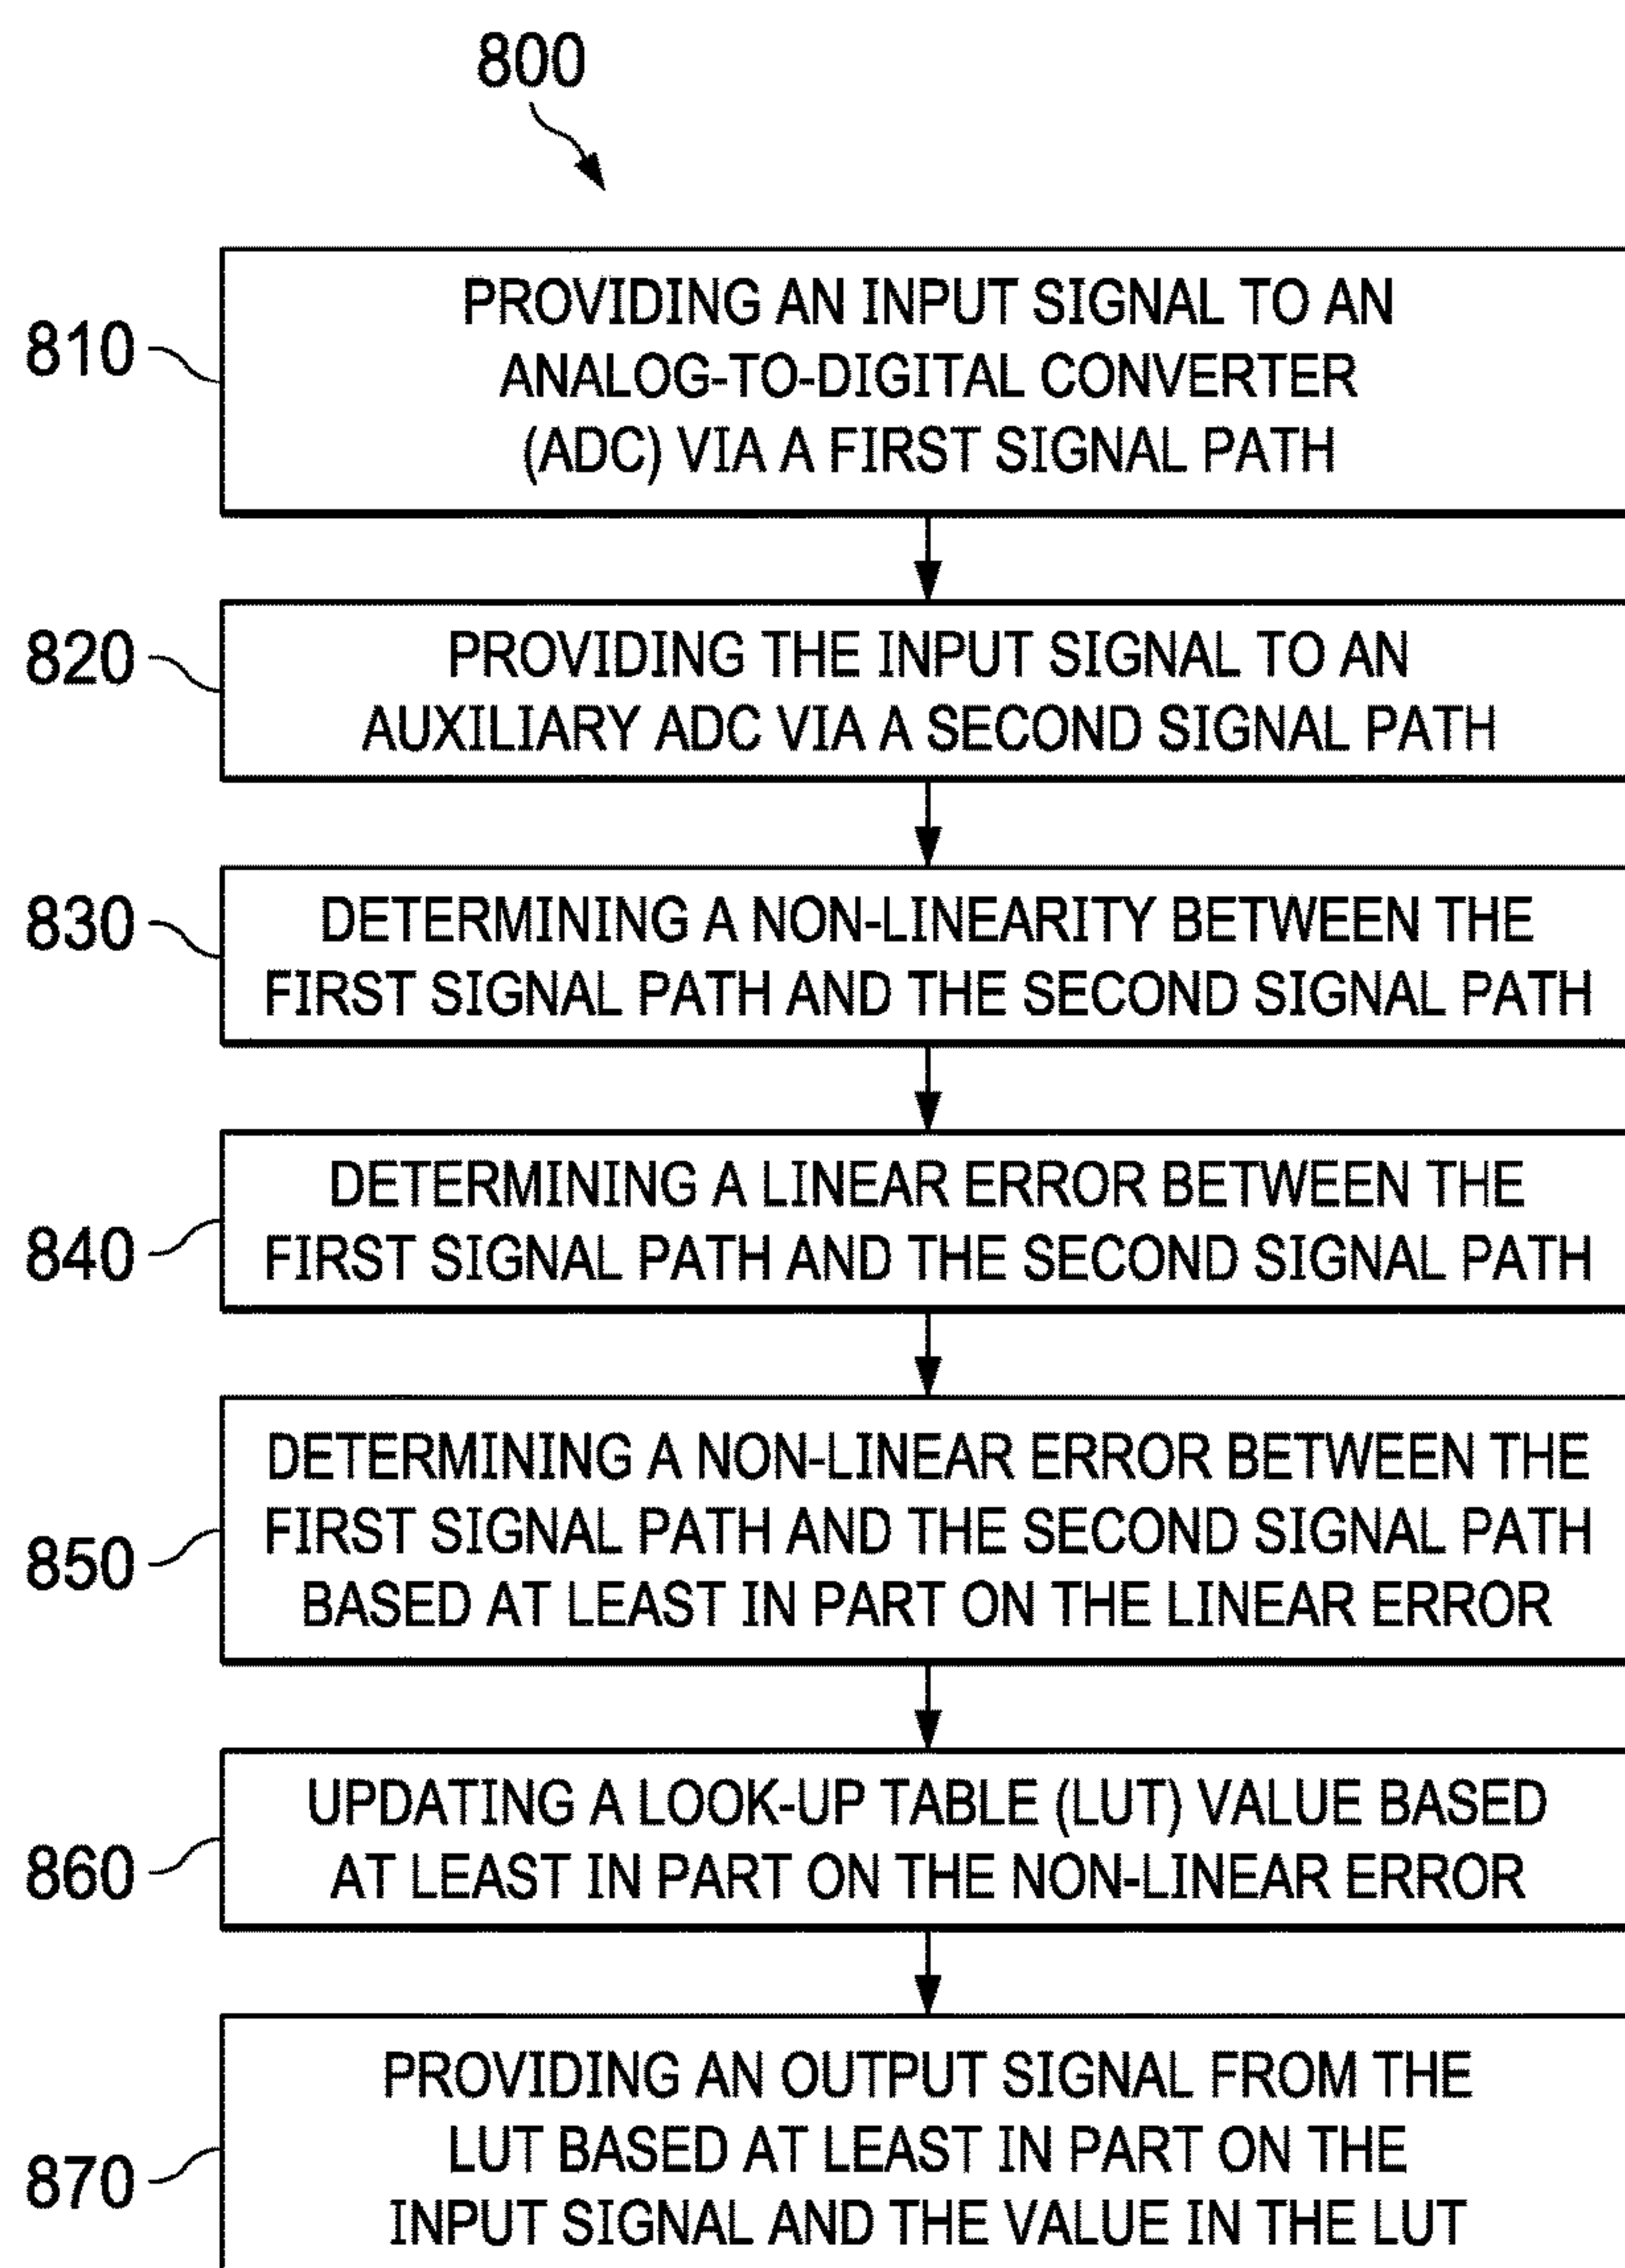 800
810
PROVIDING AN INPUT SIGNAL TO AN
ANALOG-TO-DIGITAL CONVERTER
(ADC) VIA A FIRST SIGNAL PATH
820
PROVIDING THE INPUT SIGNAL TO AN
AUXILIARY ADC VIA A SECOND SIGNAL PATH
830
DETERMINING A NON-LINEARITY BETWEEN THE
FIRST SIGNAL PATH AND THE SECOND SIGNAL PATH
840
DETERMINING A LINEAR ERROR BETWEEN THE
FIRST SIGNAL PATH AND THE SECOND SIGNAL PATH
850
DETERMINING A NON-LINEAR ERROR BETWEEN THE
FIRST SIGNAL PATH AND THE SECOND SIGNAL PATH
BASED AT LEAST IN PART ON THE LINEAR ERROR
860
UPDATING A LOOK-UP TABLE (LUT) VALUE BASED
AT LEAST IN PART ON THE NON-LINEAR ERROR
870
PROVIDING AN OUTPUT SIGNAL FROM THE
LUT BASED AT LEAST IN PART ON THE
INPUT SIGNAL AND THE VALUE IN THE LUT